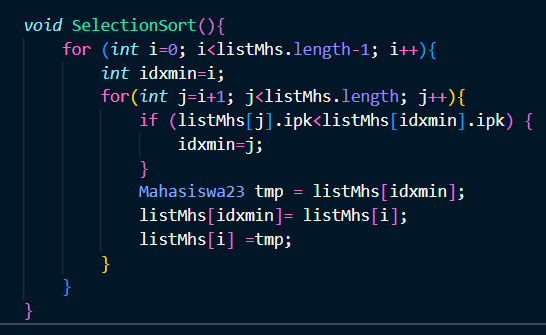 void SelectionSort(){
    for (int i=0; i<listMhs.length-1; i++){
        int idxmin=i;
        for(int j=i+1; j<listMhs.length; j++){
            if (listMhs[j].ipk<listMhs[idxmin].ipk) {
                idxmin=j;
            }
            Mahasiswa23 tmp = listMhs[idxmin];
            listMhs[idxmin]= listMhs[i];
            listMhs[i] =tmp;
        }
    }
}